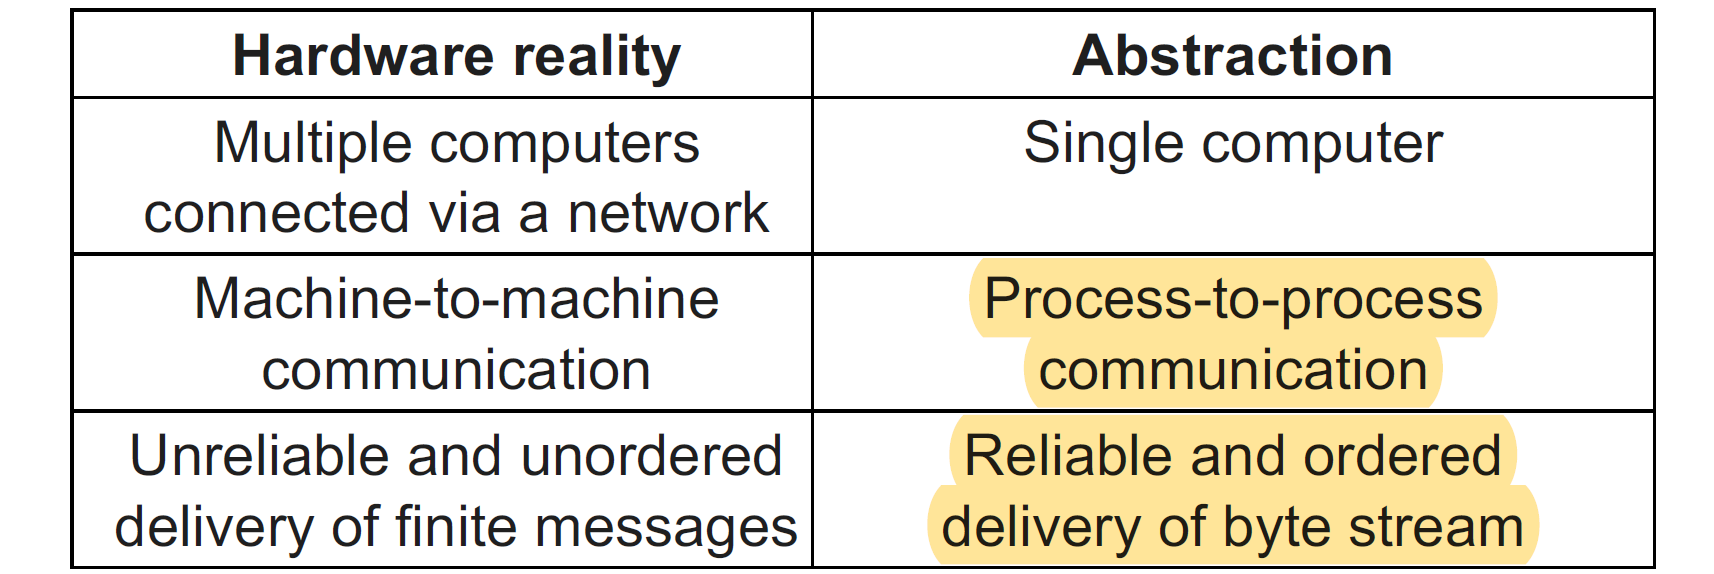 Hardware reality
Abstraction
Multiple computers
connected via a network
Single computer
Machine-to-machine
communication
Process-to-process
communication
Unreliable and unordered
delivery of finite messages
Reliable and ordered
delivery of byte stream